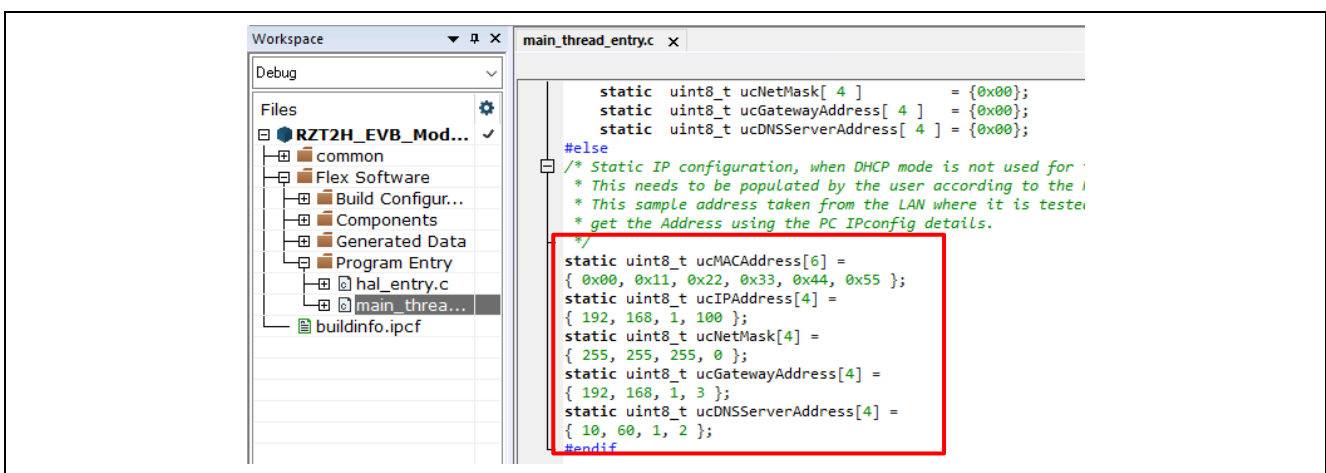 Workspace
Debug
Files
RZT2H_EVB_Mod...
common
Flex Software
Build Configur...
Components
Generated Data
Program Entry
hal_entry.c
main_threa...
buildinfo.ipcf
main_thread_entry.c
static uint8_t ucNetMask[ 4 ] = {0x00};
static uint8_t ucGatewayAddress[ 4 ] = {0x00};
static uint8_t ucDNSServerAddress[ 4 ] = {0x00};
#else
/* Static IP configuration, when DHCP mode is not used for
* This needs to be populated by the user according to the
* This sample address taken from the LAN where it is tested
* get the Address using the PC IPconfig details.
*/
static uint8_t ucMACAddress[6] =
{ 0x00, 0x11, 0x22, 0x33, 0x44, 0x55 };
static uint8_t ucIPAddress[4] =
{ 192, 168, 1, 100 };
static uint8_t ucNetMask[4] =
{ 255, 255, 255, 0 };
static uint8_t ucGatewayAddress[4] =
{ 192, 168, 1, 3 };
static uint8_t ucDNSServerAddress[4] =
{ 10, 60, 1, 2 };
#endif